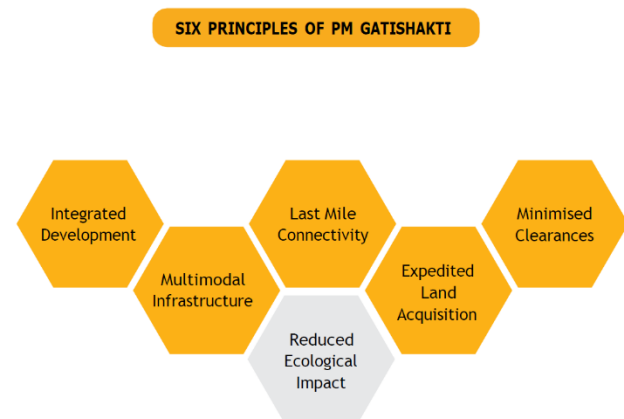 SIX PRINCIPLES OF PM GATISHAKTI
Integrated
Development
Multimodal
Infrastructure
Last Mile
Connectivity
Reduced
Ecological
Impact
Expedited
Land
Acquisition
Minimised
Clearances